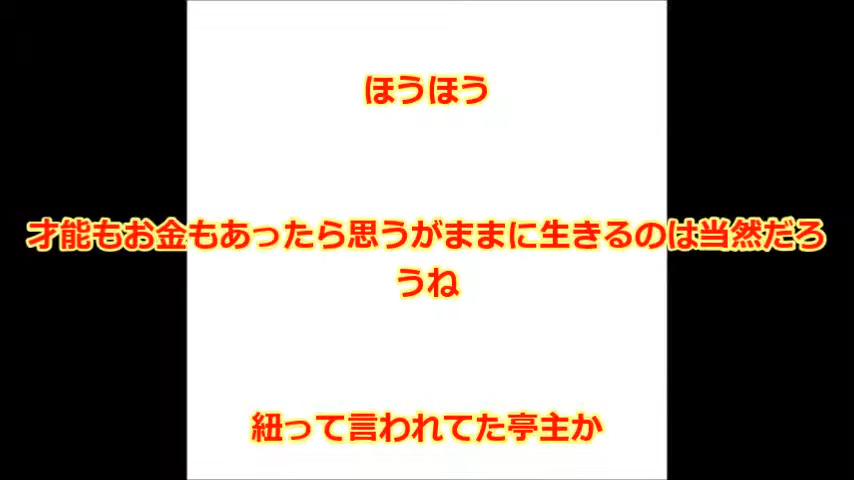 ほうほう
才能もお金もあったら思うがままに生きるのは当然だろ
うね
紐って言われてた亭主か